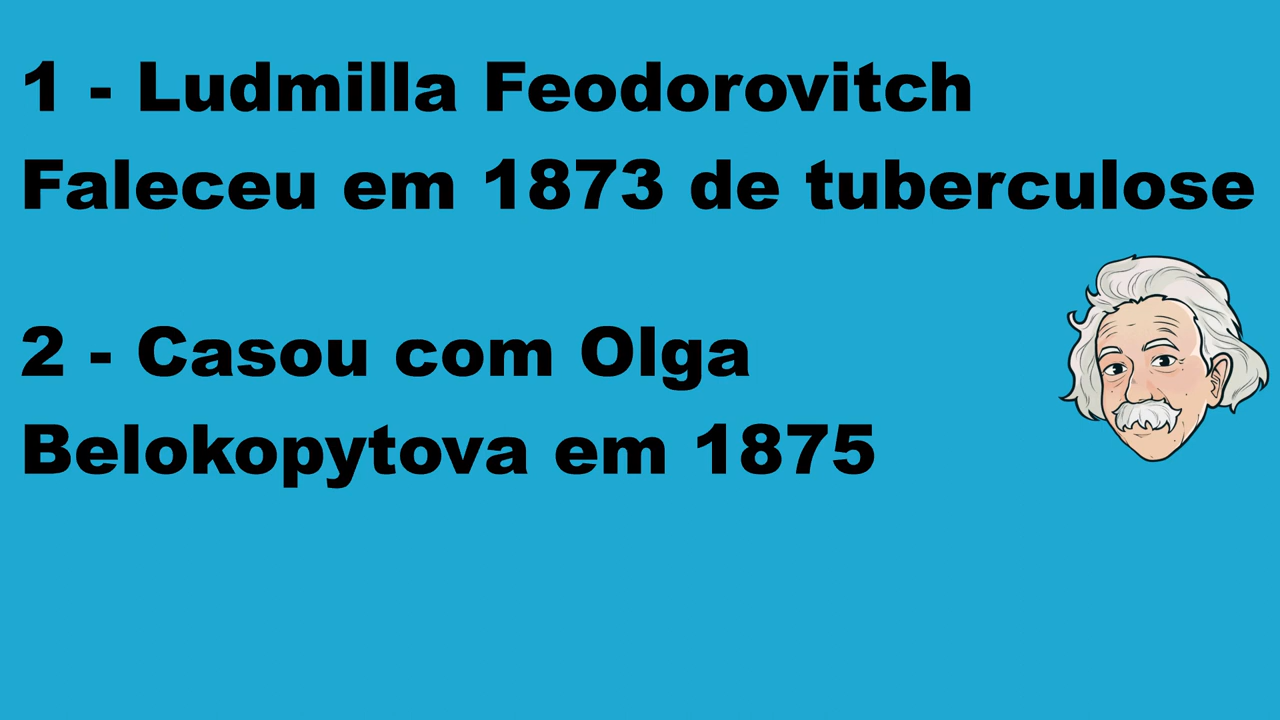 1 - Ludmilla Feodorovitch
Faleceu em 1873 de tuberculose
2 - Casou com Olga
Belokopytova em 1875